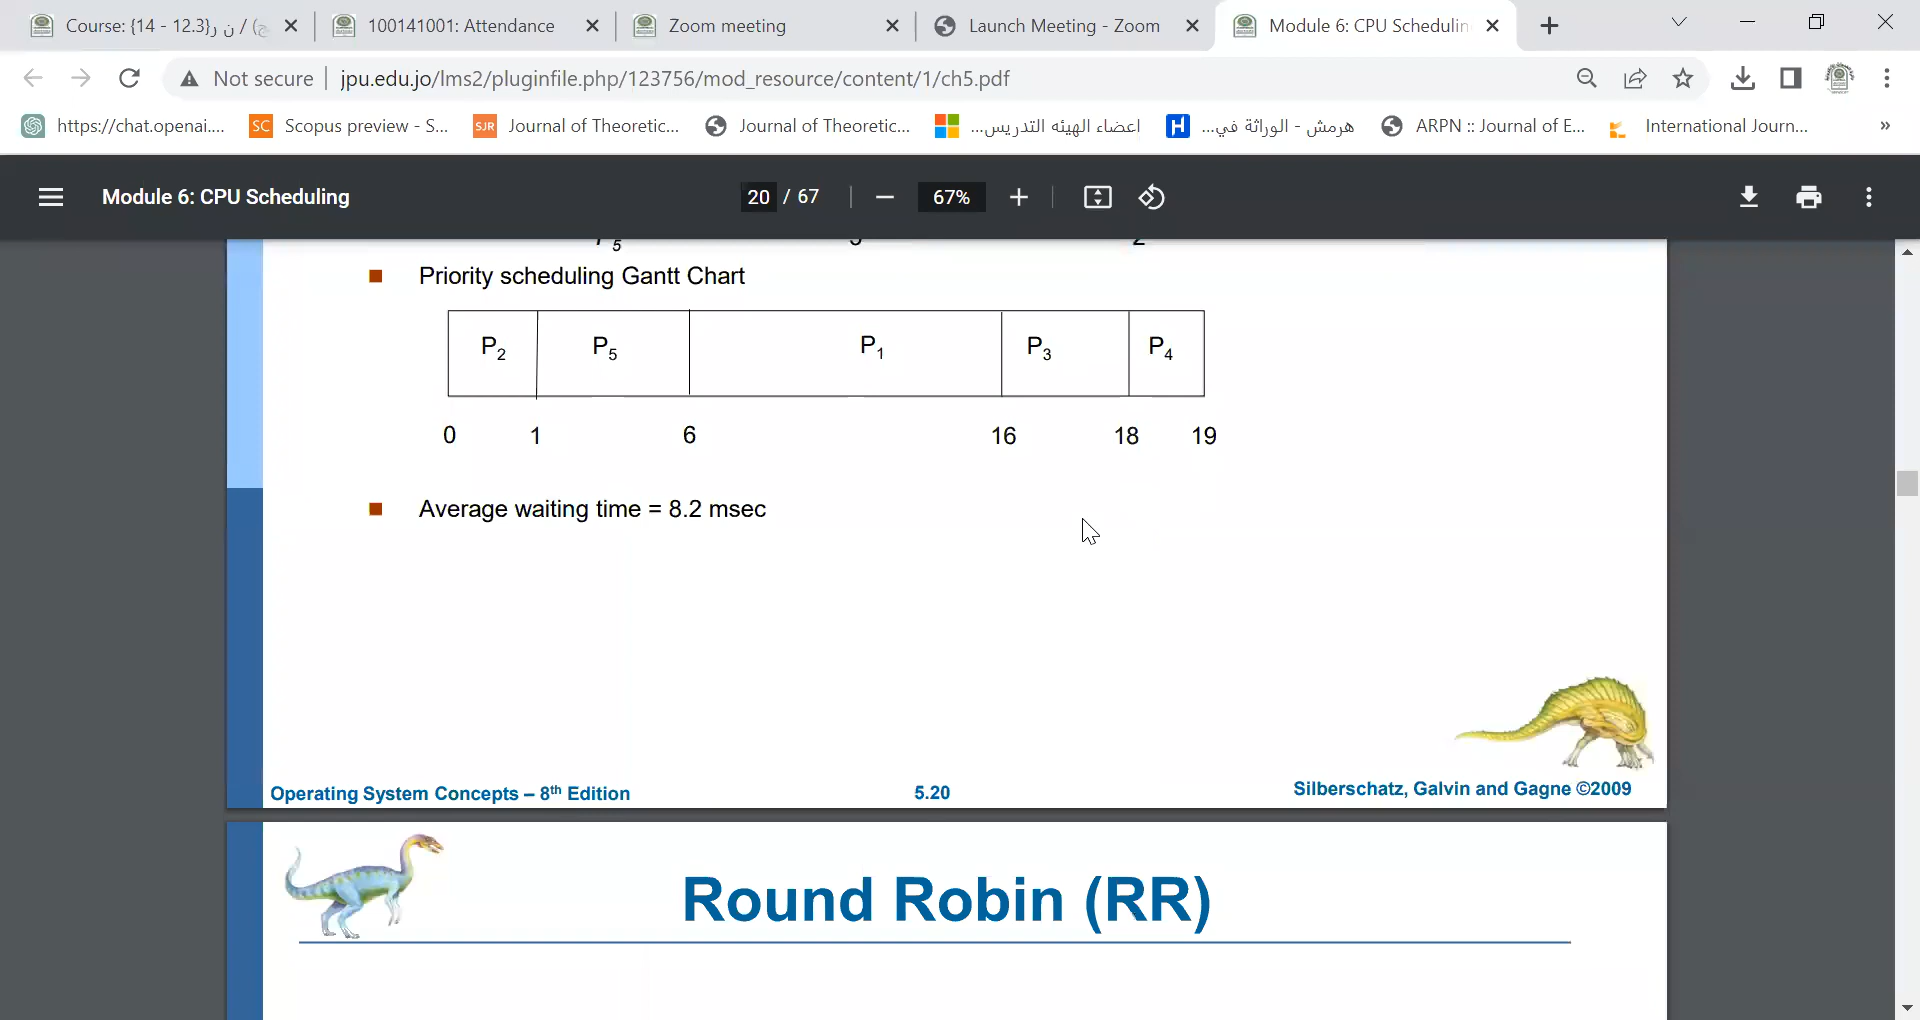 Course: {14 - 12.3}ر ن / (ج
100141001: Attendance
Zoom meeting
Launch Meeting - Zoom
Module 6: CPU Schedulin
Not secure
jpu.edu.jo/lms2/pluginfile.php/123756/mod_resource/content/1/ch5.pdf
https://chat.openai....
SC
Scopus preview - S...
SJR
Journal of Theoretic...
Journal of Theoretic...
اعضاء الهيئه التدريس...
H
هرمش - الوراثة في...
ARPN :: Journal of E...
International Journ...
»
Module 6: CPU Scheduling
20 / 67
67%
Priority scheduling Gantt Chart
P2 P5 P1 P3 P4
0 1 6 16 18 19
Average waiting time = 8.2 msec
Operating System Concepts – 8th Edition
5.20
Silberschatz, Galvin and Gagne ©2009
Round Robin (RR)